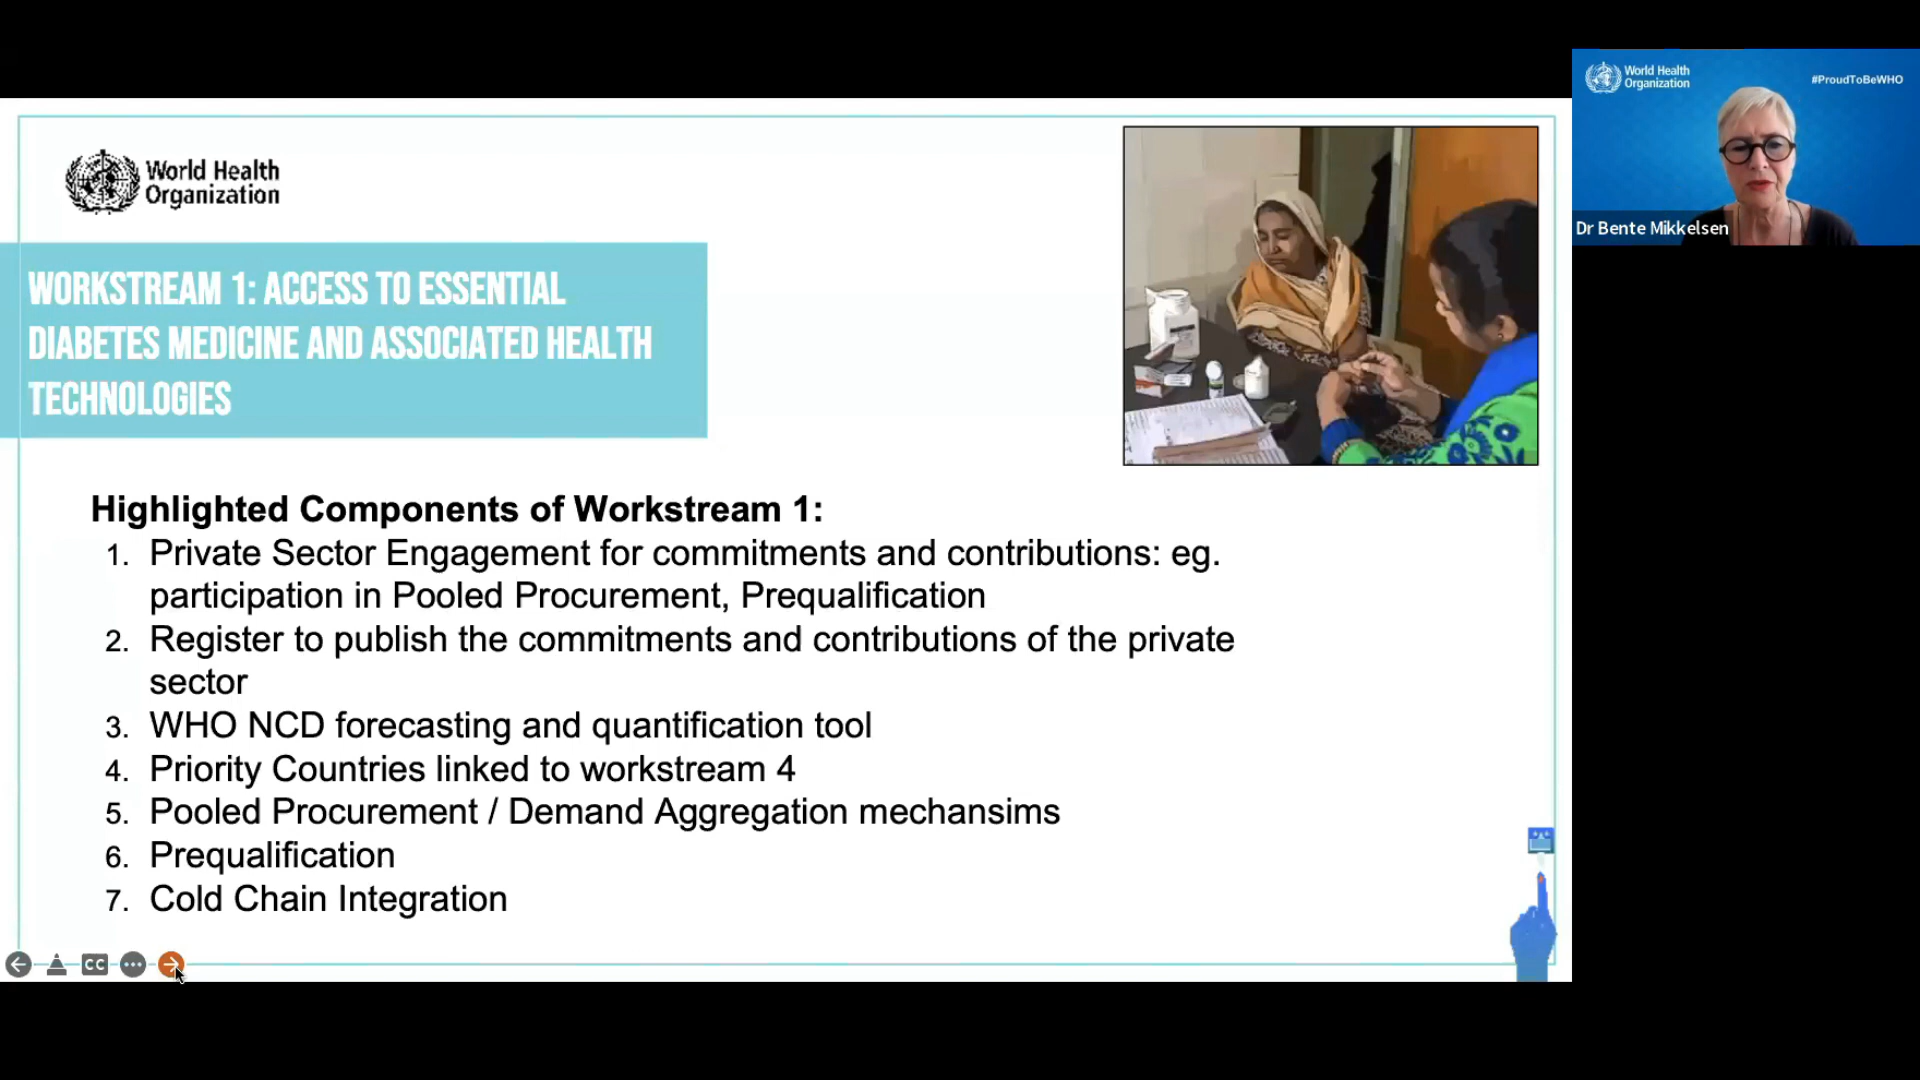 World Health
Organization
WORKSTREAM 1: ACCESS TO ESSENTIAL
DIABETES MEDICINE AND ASSOCIATED HEALTH
TECHNOLOGIES
Highlighted Components of Workstream 1:
1. Private Sector Engagement for commitments and contributions: eg.
participation in Pooled Procurement, Prequalification
2. Register to publish the commitments and contributions of the private
sector
3. WHO NCD forecasting and quantification tool
4. Priority Countries linked to workstream 4
5. Pooled Procurement / Demand Aggregation mechansims
6. Prequalification
7. Cold Chain Integration
CC
World Health
Organization
#ProudToBeWHO
Dr Bente Mikkelsen